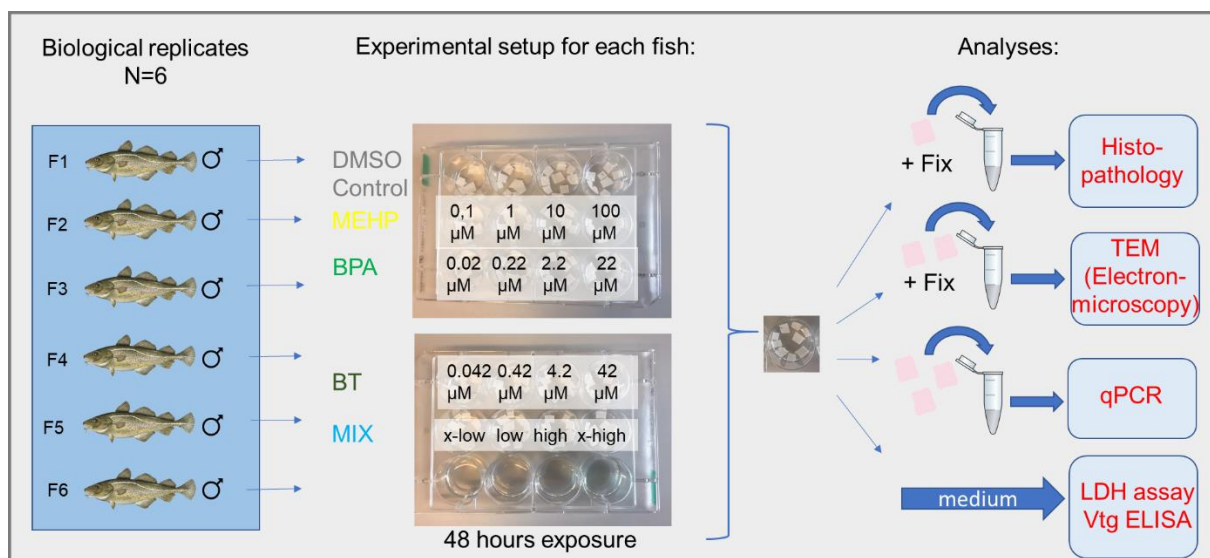 Biological replicates
N=6
F1 ♂
F2 ♂
F3 ♂
F4 ♂
F5 ♂
F6 ♂
Experimental setup for each fish:
DMSO
Control
MEHP
0,1 1 10 100
µM µM µM µM
BPA
0.02 0.22 2.2 22
µM µM µM µM
BT
0.042 0.42 4.2 42
µM µM µM µM
MIX
x-low low high x-high
48 hours exposure
Analyses:
+ Fix
Histo-
pathology
+ Fix
TEM
(Electron-
microscopy)
qPCR
medium
LDH assay
Vtg ELISA